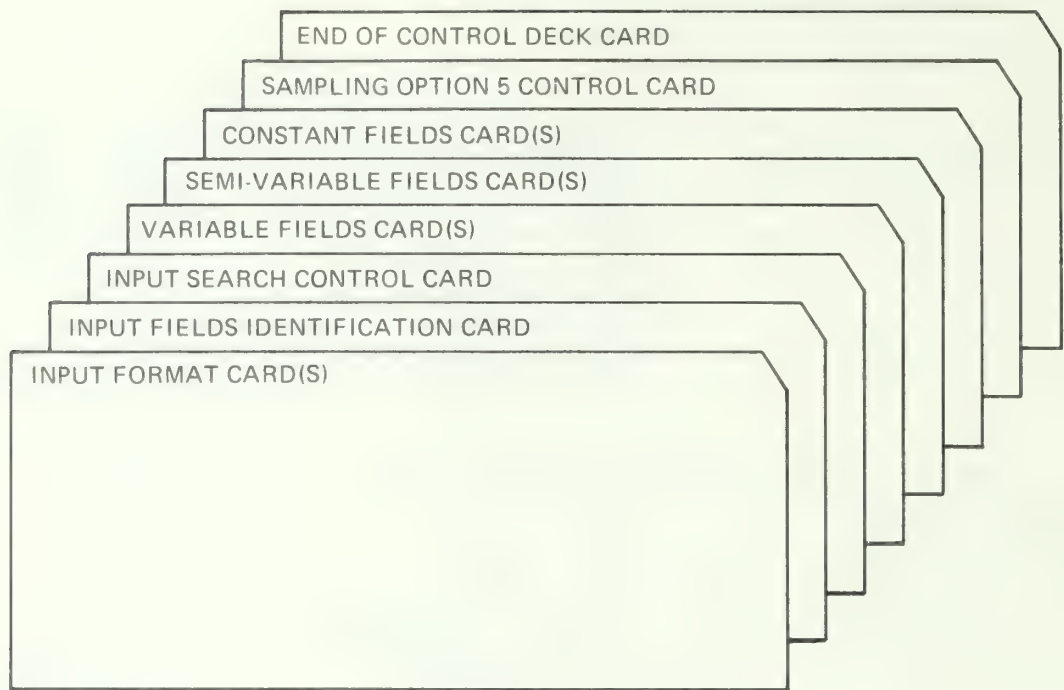 END OF CONTROL DECK CARD
SAMPLING OPTION 5 CONTROL CARD
CONSTANT FIELDS CARD(S)
SEMI-VARIABLE FIELDS CARD(S)
VARIABLE FIELDS CARD(S)
INPUT SEARCH CONTROL CARD
INPUT FIELDS IDENTIFICATION CARD
INPUT FORMAT CARD(S)